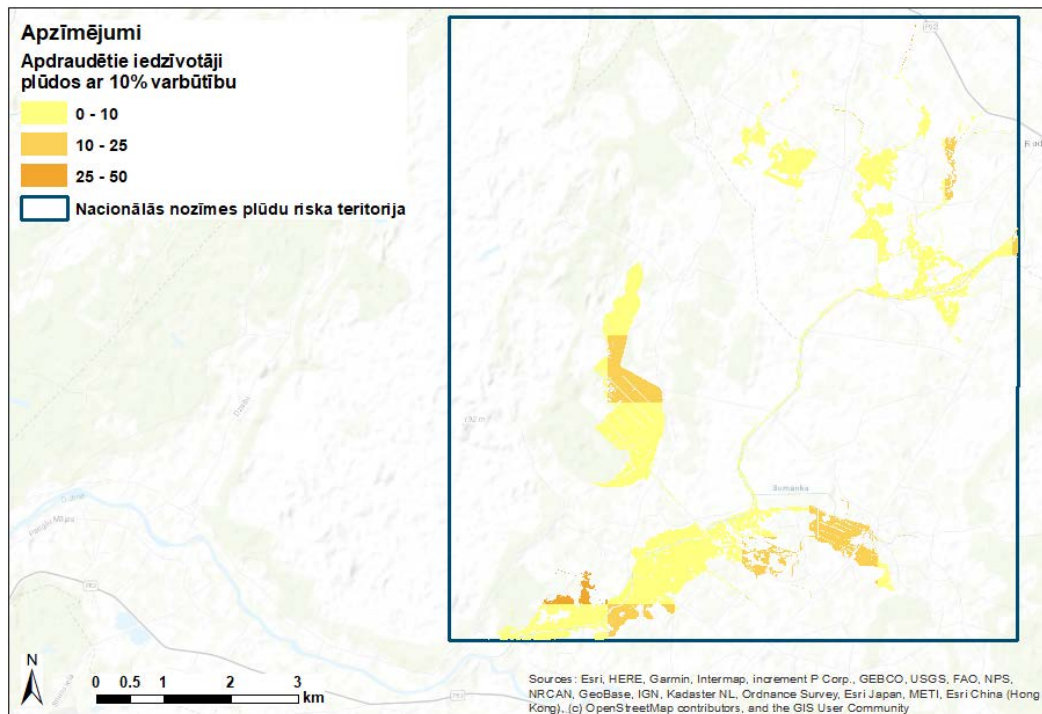 Apzīmējumi
Apdraudētie iedzīvotāji
plūdos ar 10% varbūtību
0 - 10
10 - 25
25 - 50
Nacionālās nozīmes plūdu riska teritorija
Sumanka
N
0 0.5 1 2 3
km
Sources: Esri, HERE, Garmin, Intermap, increment P Corp., GEBCO, USGS, FAO, NPS,
NRCAN, GeoBase, IGN, Kadaster NL, Ordnance Survey, Esri Japan, METI, Esri China (Hong
Kong), (c) OpenStreetMap contributors, and the GIS User Community